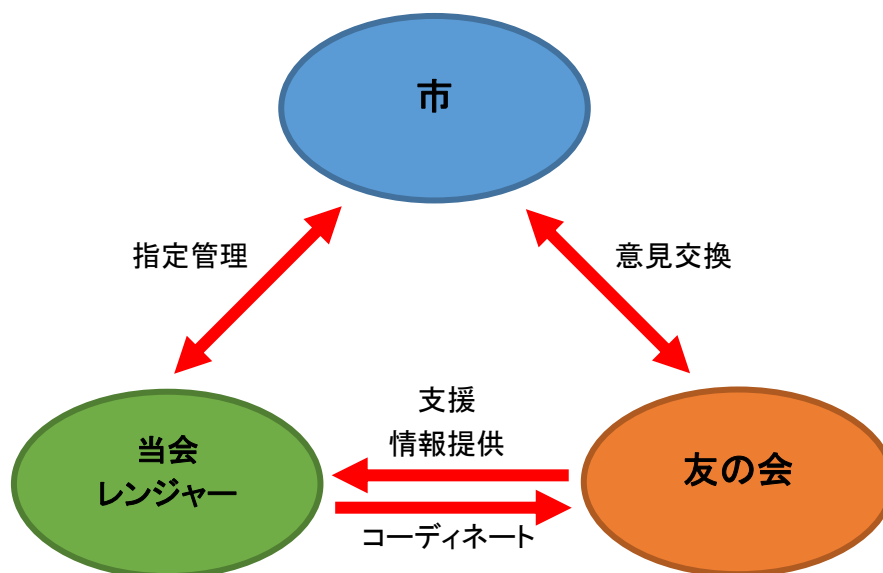 市
指定管理
意見交換
支援
情報提供
当会
レンジャー
友の会
コーディネート